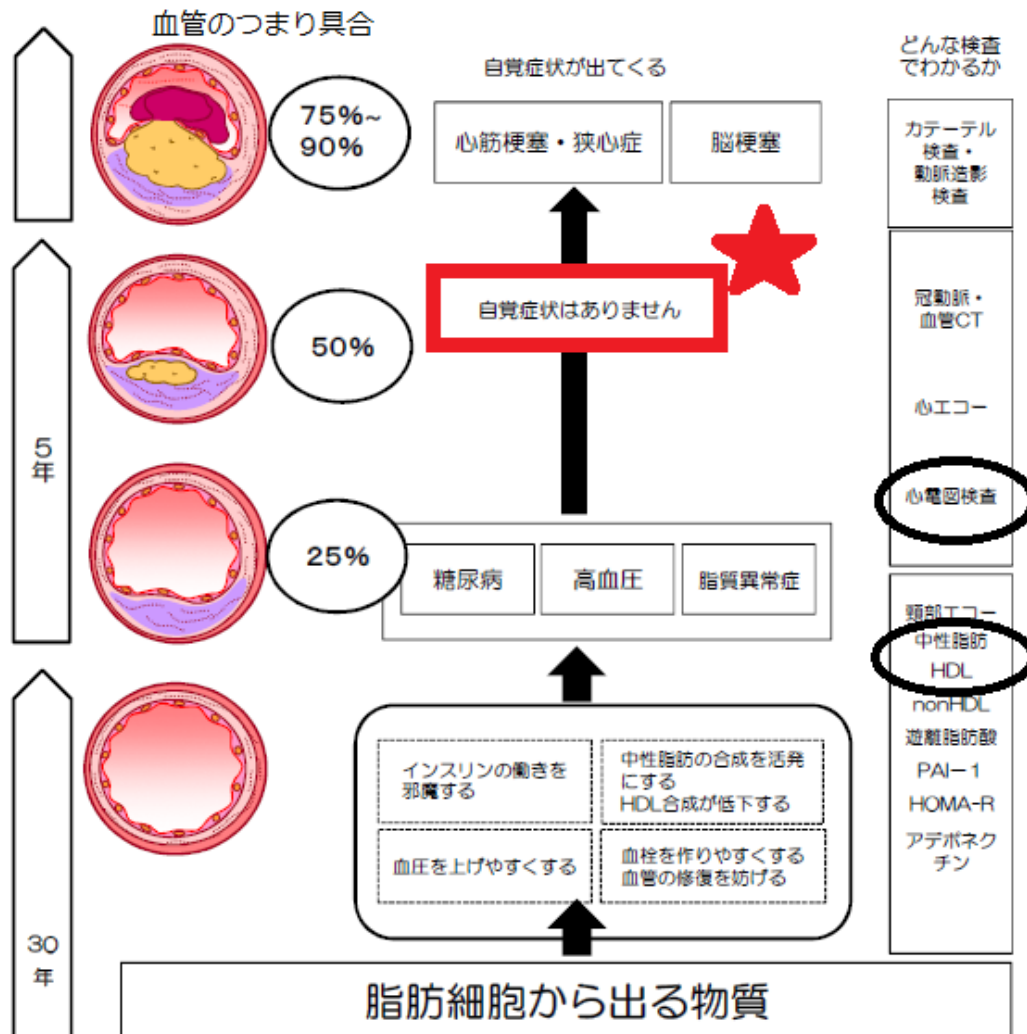 血管のつまり具合
自覚症状が出てくる
どんな検査
でわかるか
75%~
90%
心筋梗塞・狭心症
脳梗塞
カテーテル
検査・
動脈造影
検査
自覚症状はありません
50%
冠動脈・
血管CT
心エコー
5
年
心電図検査
25%
糖尿病
高血圧
脂質異常症
頸部エコー
中性脂肪
HDL
nonHDL
遊離脂肪酸
PAI-1
HOMA-R
アデポネク
チン
インスリンの働きを
邪魔する
中性脂肪の合成を活発
にする
HDL合成が低下する
血圧を上げやすくする
血栓を作りやすくする
血管の修復を妨げる
30
年
脂肪細胞から出る物質